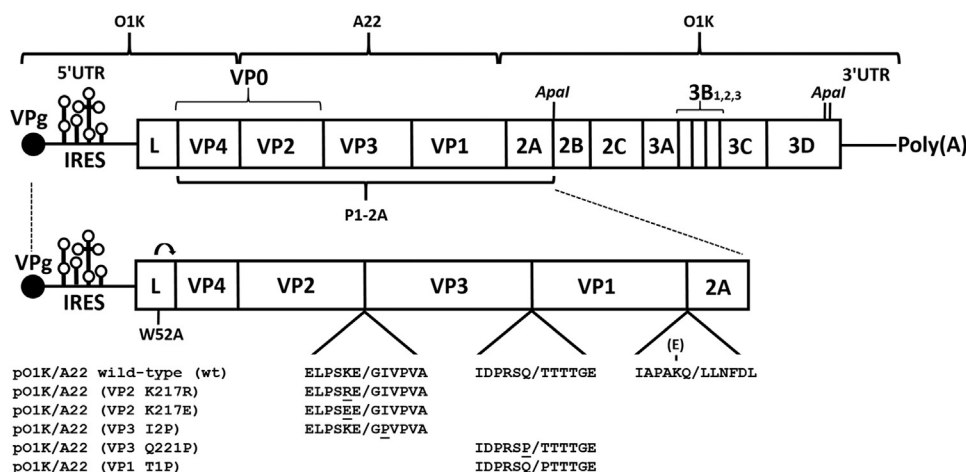 O1K A22 O1K
5'UTR 3'UTR
VP0 ApaI 3B1,2,3 ApaI
VPg
IRES
L VP4 VP2 VP3 VP1 2A 2B 2C 3A 3C 3D Poly(A)
P1-2A
VPg
IRES
L VP4 VP2 VP3 VP1 2A
W52A
(E)
pO1K/A22 wild-type (wt) ELPSKE/GIVPVA IDPRSQ/TTTTGE IAPAKQ/LLNFDL
pO1K/A22 (VP2 K217R) ELPSRE/GIVPVA
pO1K/A22 (VP2 K217E) ELPSEE/GIVPVA
pO1K/A22 (VP3 I2P) ELPSKE/GPVPVA
pO1K/A22 (VP3 Q221P) IDPRSP/TTTTGE
pO1K/A22 (VP1 T1P) IDPRSQ/PTTTGE